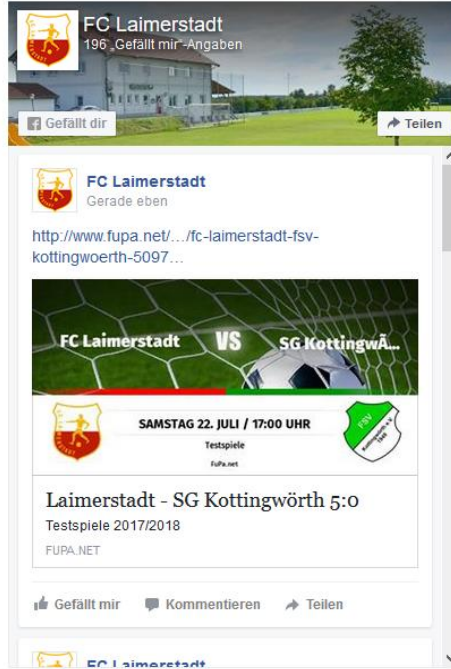 FC Laimerstadt
196 „Gefällt mir“-Angaben
Gefällt dir
Teilen
FC Laimerstadt
Gerade eben
http://www.fupa.net/…/fc-laimerstadt-fsv-
kottingwoerth-5097…
FC Laimerstadt VS SG KottingwÃ...
SAMSTAG 22. JULI / 17:00 UHR
Testspiele
FuPa.net
FSV
Kottingwörth e.V.
Laimerstadt - SG Kottingwörth 5:0
Testspiele 2017/2018
FUPA.NET
Gefällt mir Kommentieren Teilen
FC Laimerstadt